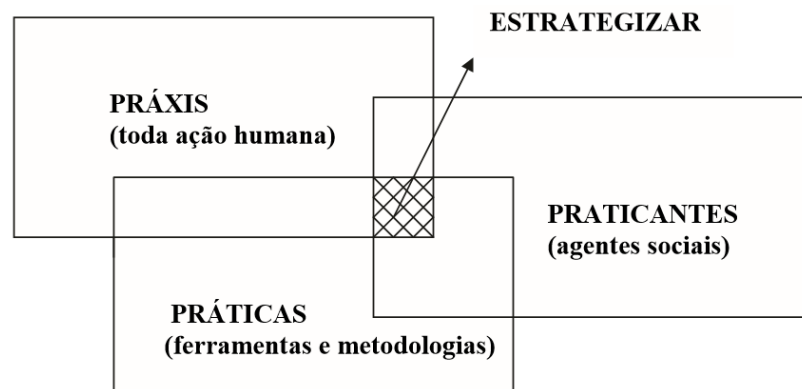 ESTRATEGIZAR
PRÁXIS
(toda ação humana)
PRATICANTES
(agentes sociais)
PRÁTICAS
(ferramentas e metodologias)